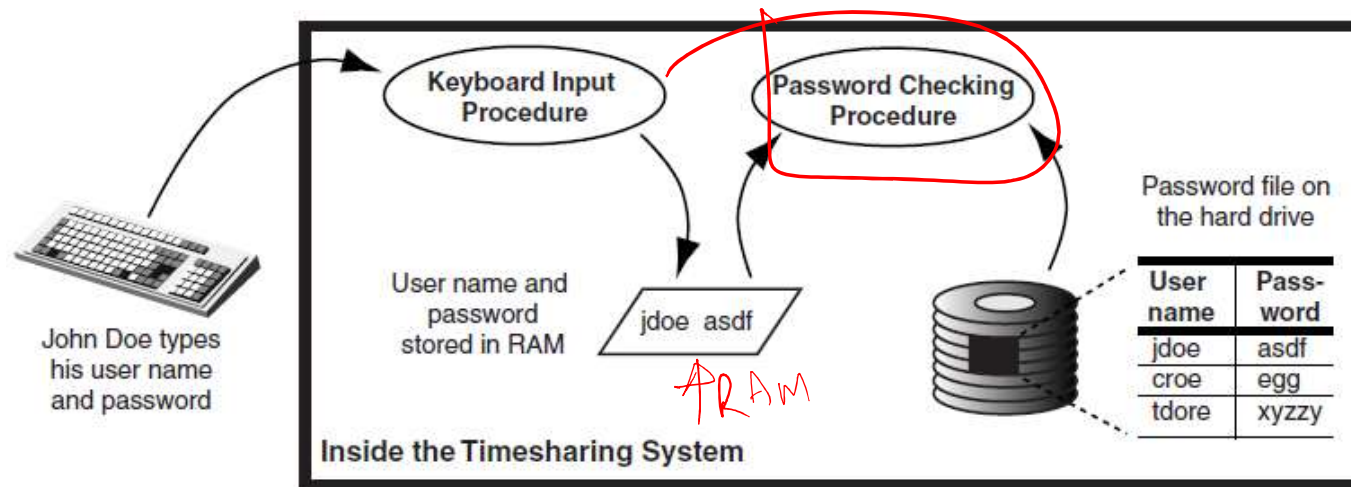 Keyboard Input
Procedure
Password Checking
Procedure
Password file on
the hard drive
User name and
password
stored in RAM
jdoe asdf
RAM
User name
Pass-word
jdoe asdf
croe egg
tdore xyzzy
John Doe types
his user name
and password
Inside the Timesharing System